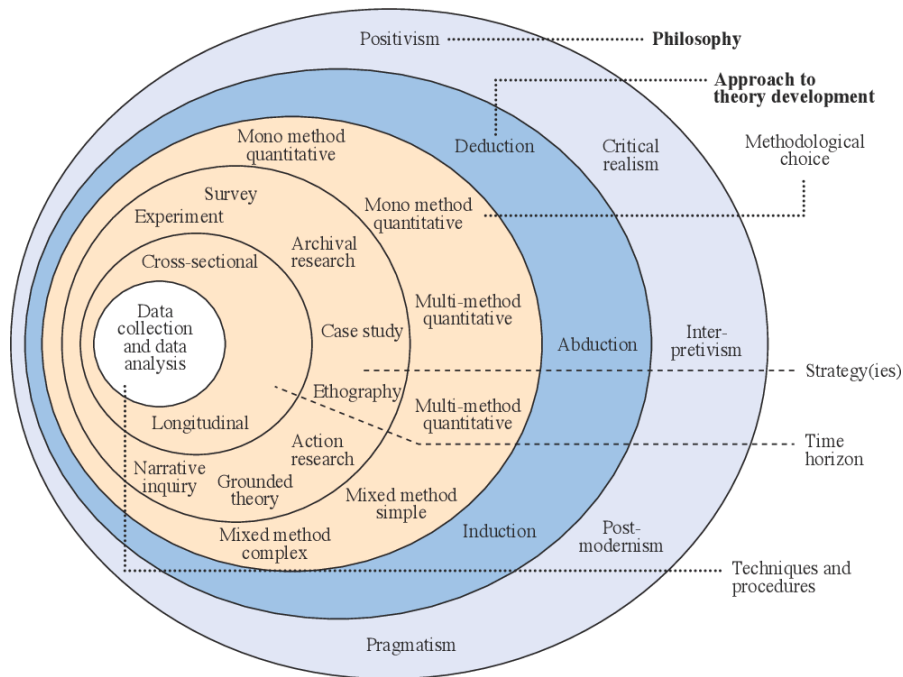 Positivism
Philosophy
Approach to
theory development
Mono method
quantitative
Deduction
Critical
realism
Methodological
choice
Survey
Experiment
Mono method
quantitative
Archival
research
Cross-sectional
Data
collection
and data
analysis
Multi-method
quantitative
Case study
Abduction
Inter-
pretivism
Strategy(ies)
Ethography
Multi-method
quantitative
Longitudinal
Time
horizon
Action
research
Narrative
inquiry
Grounded
theory
Mixed method
simple
Mixed method
complex
Induction
Post-
modernism
Techniques and
procedures
Pragmatism